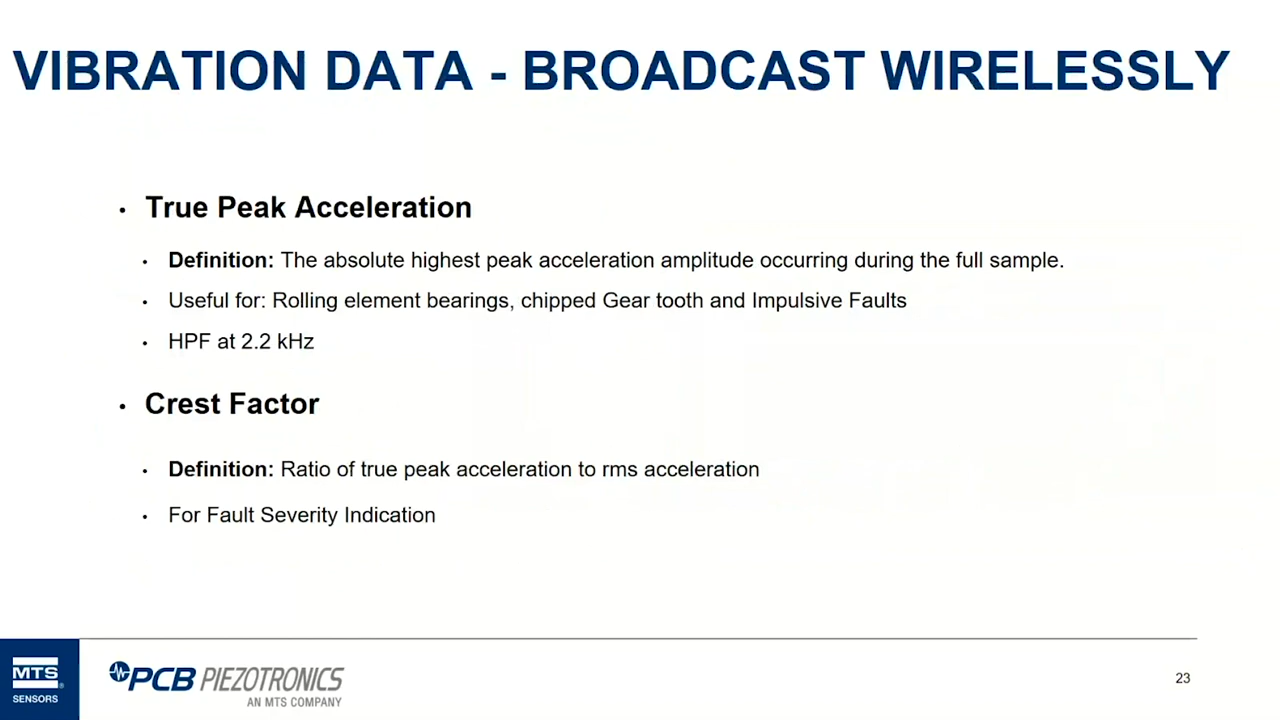 VIBRATION DATA - BROADCAST WIRELESSLY
• True Peak Acceleration
• Definition: The absolute highest peak acceleration amplitude occurring during the full sample.
• Useful for: Rolling element bearings, chipped Gear tooth and Impulsive Faults
• HPF at 2.2 kHz
• Crest Factor
• Definition: Ratio of true peak acceleration to rms acceleration
• For Fault Severity Indication
MTS
SENSORS
PCB PIEZOTRONICS
AN MTS COMPANY
23